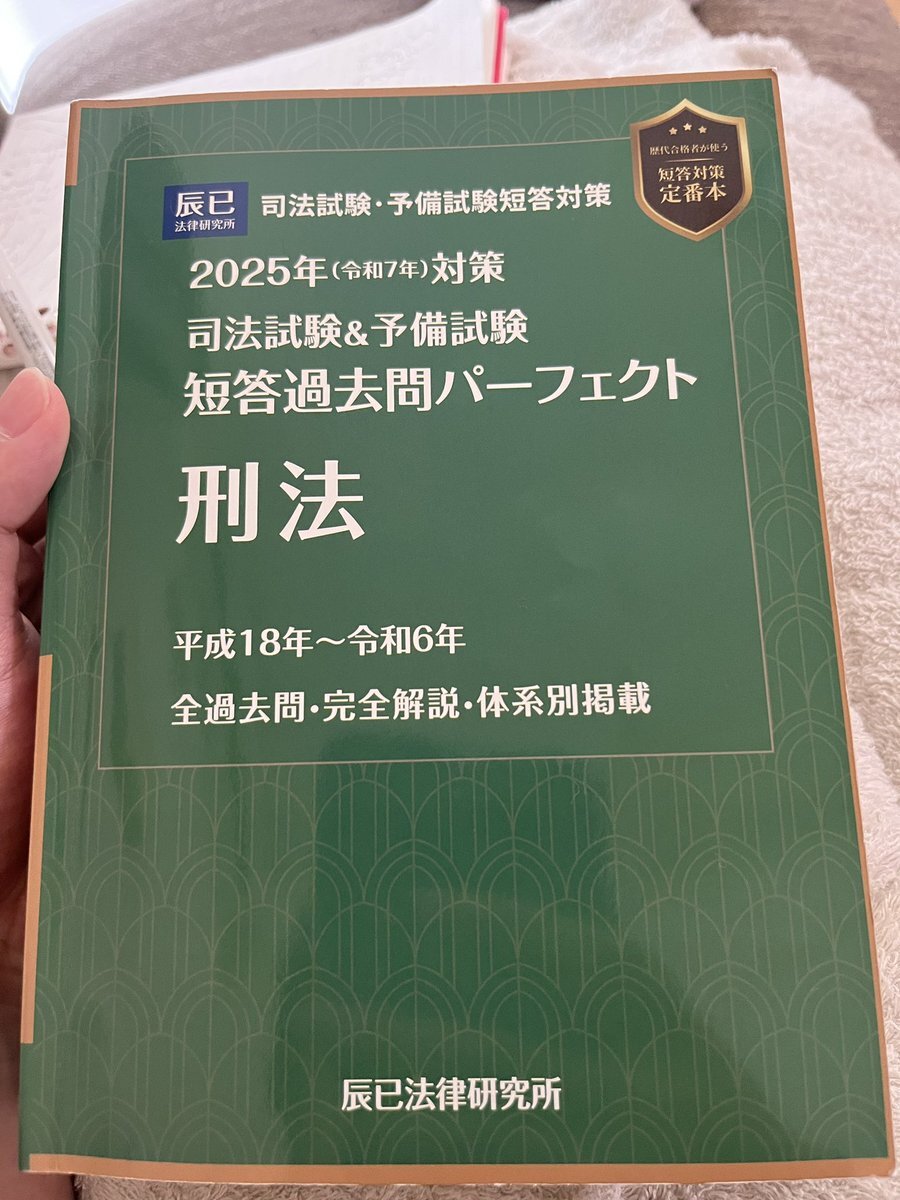 歴代合格者が使う
短答対策
定番本
辰已
法律研究所
司法試験・予備試験短答対策
2025年(令和7年)対策
司法試験&予備試験
短答過去問パーフェクト
刑法
平成18年~令和6年
全過去問・完全解説・体系別掲載
辰已法律研究所